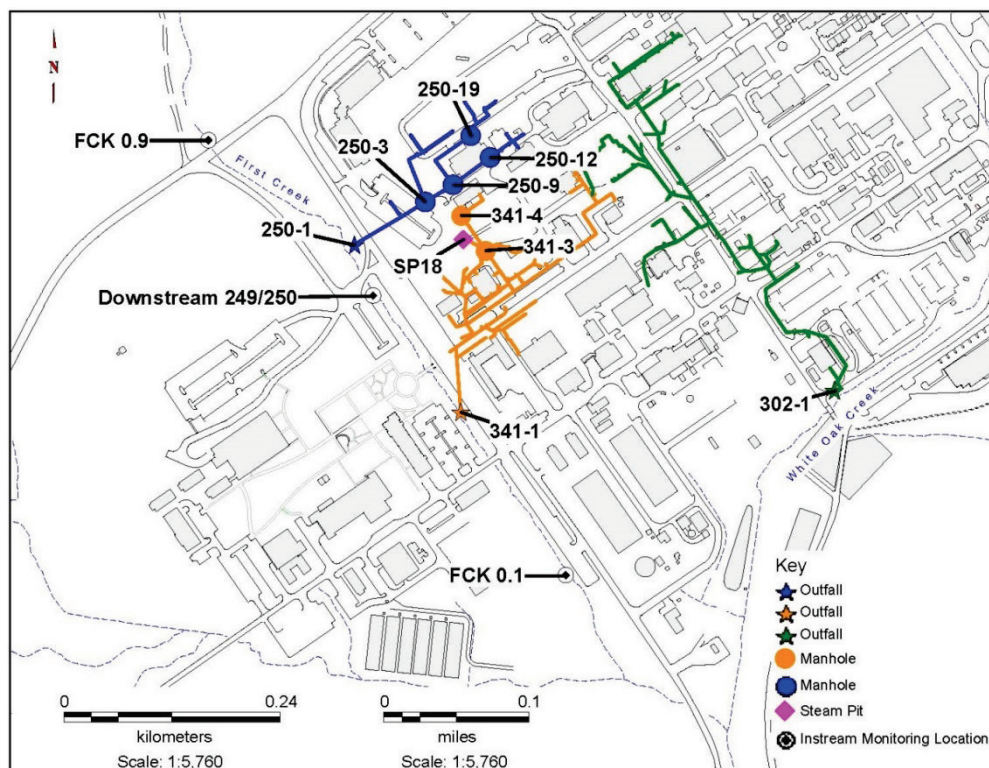 N
250-19
FCK 0.9
250-3
First Creek
250-12
250-9
341-4
250-1
SP18
341-3
Downstream 249/250
341-1
302-1
White Oak Creek
FCK 0.1
Key
Outfall
Outfall
Outfall
Manhole
Manhole
Steam Pit
Instream Monitoring Location
0 0.24
kilometers
Scale: 1:5.760
0 0.1
miles
Scale: 1:5.760